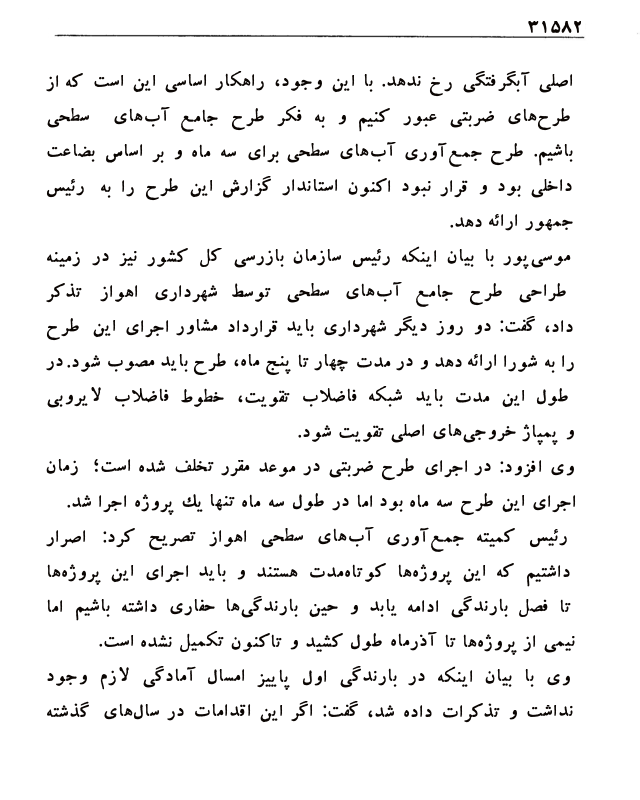 ۳۱۵۸۲
اصلی آبگرفتگی رخ ندهد. با این وجود، راهکار اساسی این است که از
طرح‌های ضربتی عبور کنیم و به فکر طرح جامع آب‌های سطحی
باشیم. طرح جمع‌آوری آب‌های سطحی برای سه ماه و بر اساس بضاعت
داخلی بود و قرار نبود اکنون استاندار گزارش این طرح را به رئیس
جمهور ارائه دهد.
موسی‌پور با بیان اینکه رئیس سازمان بازرسی کل کشور نیز در زمینه
طراحی طرح جامع آب‌های سطحی توسط شهرداری اهواز تذکر
داد، گفت: دو روز دیگر شهرداری باید قرارداد مشاور اجرای این طرح
را به شورا ارائه دهد و در مدت چهار تا پنج ماه، طرح باید مصوب شود. در
طول این مدت باید شبکه فاضلاب تقویت، خطوط فاضلاب لایروبی
و پمپاژ خروجی‌های اصلی تقویت شود.
وی افزود: در اجرای طرح ضربتی در موعد مقرر تخلف شده است؛ زمان
اجرای این طرح سه ماه بود اما در طول سه ماه تنها یك پروژه اجرا شد.
رئیس کمیته جمع‌آوری آب‌های سطحی اهواز تصریح کرد: اصرار
داشتیم که این پروژه‌ها کوتاه‌مدت هستند و باید اجرای این پروژه‌ها
تا فصل بارندگی ادامه یابد و حین بارندگی‌ها حفاری داشته باشیم اما
نیمی از پروژه‌ها تا آذرماه طول کشید و تاکنون تکمیل نشده است.
وی با بیان اینکه در بارندگی اول پاییز امسال آمادگی لازم وجود
نداشت و تذکرات داده شد، گفت: اگر این اقدامات در سال‌های گذشته